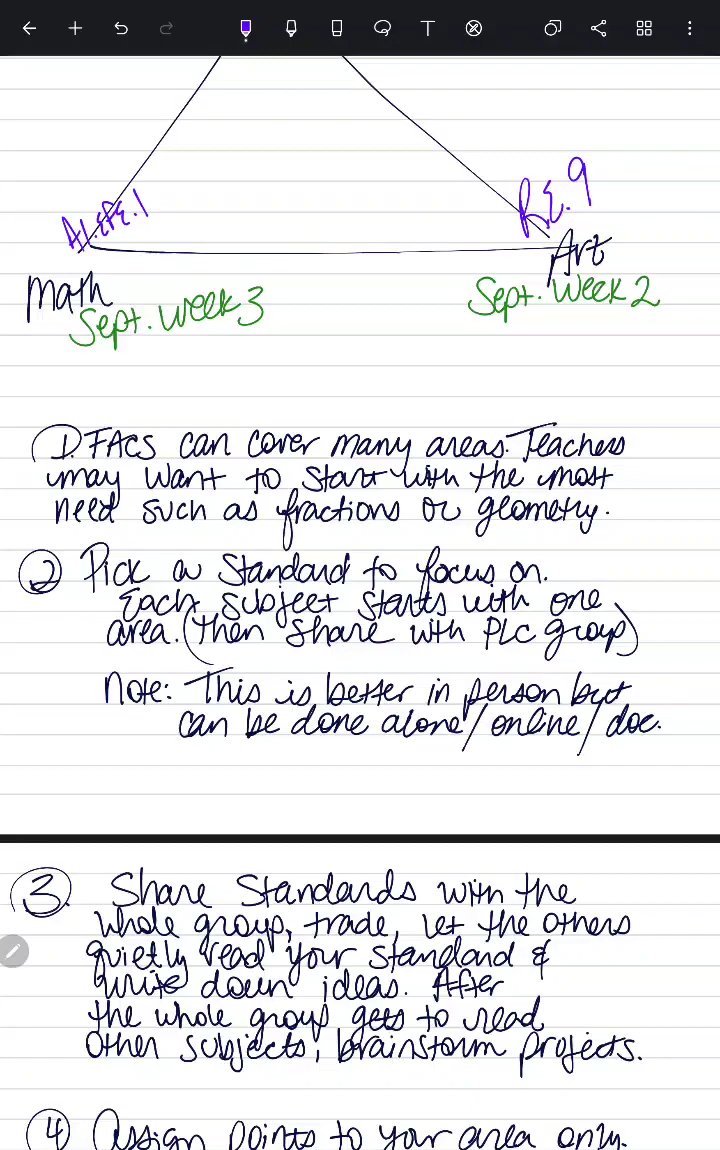 A1.EPE.1
RE.9
Math
Art
Sept. Week 3
Sept. Week 2
1. FACS can cover many areas. Teachers
may want to start with the most
need such as fractions or geometry.
2 Pick a standard to focus on.
Each subject starts with one
area. (Then share with PLC group)
Note: This is better in person but
can be done alone/online/doc.
3. Share Standards with the
whole group, trade, let the others
quietly read your standard &
write down ideas. After
the whole group gets to read
other subjects, brainstorm projects.
4 Assign points to your area only.